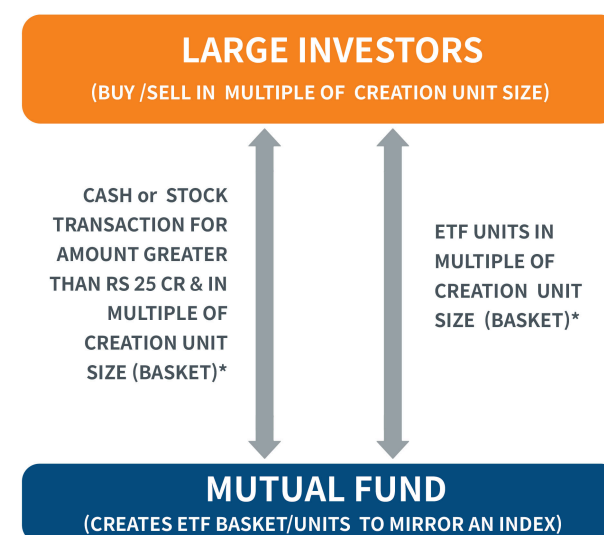 LARGE INVESTORS
(BUY /SELL IN MULTIPLE OF CREATION UNIT SIZE)
CASH or STOCK
TRANSACTION FOR
AMOUNT GREATER
THAN RS 25 CR & IN
MULTIPLE OF
CREATION UNIT
SIZE (BASKET)*
ETF UNITS IN
MULTIPLE OF
CREATION UNIT
SIZE (BASKET)*
MUTUAL FUND
(CREATES ETF BASKET/UNITS TO MIRROR AN INDEX)